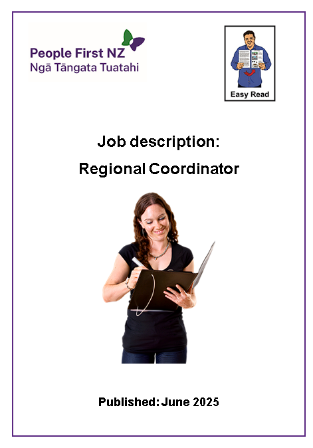 People First NZ
Ngā Tāngata Tuatahi
Easy Read
Job description:
Regional Coordinator
Published: June 2025